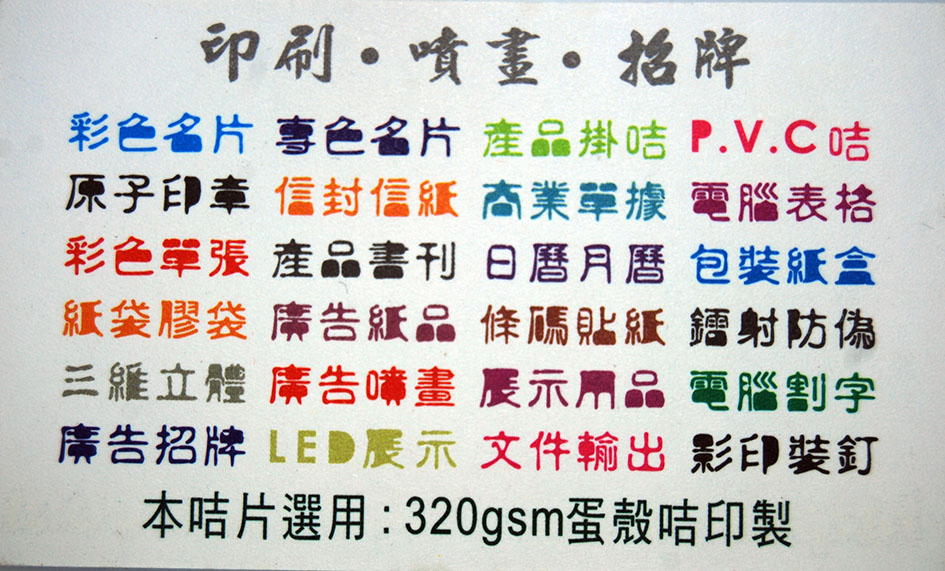 印刷·噴畫·招牌
彩色名片 專色名片 產品掛咭 P.V.C咭
原子印章 信封信紙 商業單據 電腦表格
彩色單張 產品書刊 日曆月曆 包裝紙盒
紙袋膠袋 廣告紙品 條碼貼紙 鐳射防偽
三維立體 廣告噴畫 展示用品 電腦割字
廣告招牌 LED展示 文件輸出 影印裝釘
本咭片選用:320gsm蛋殼咭印製